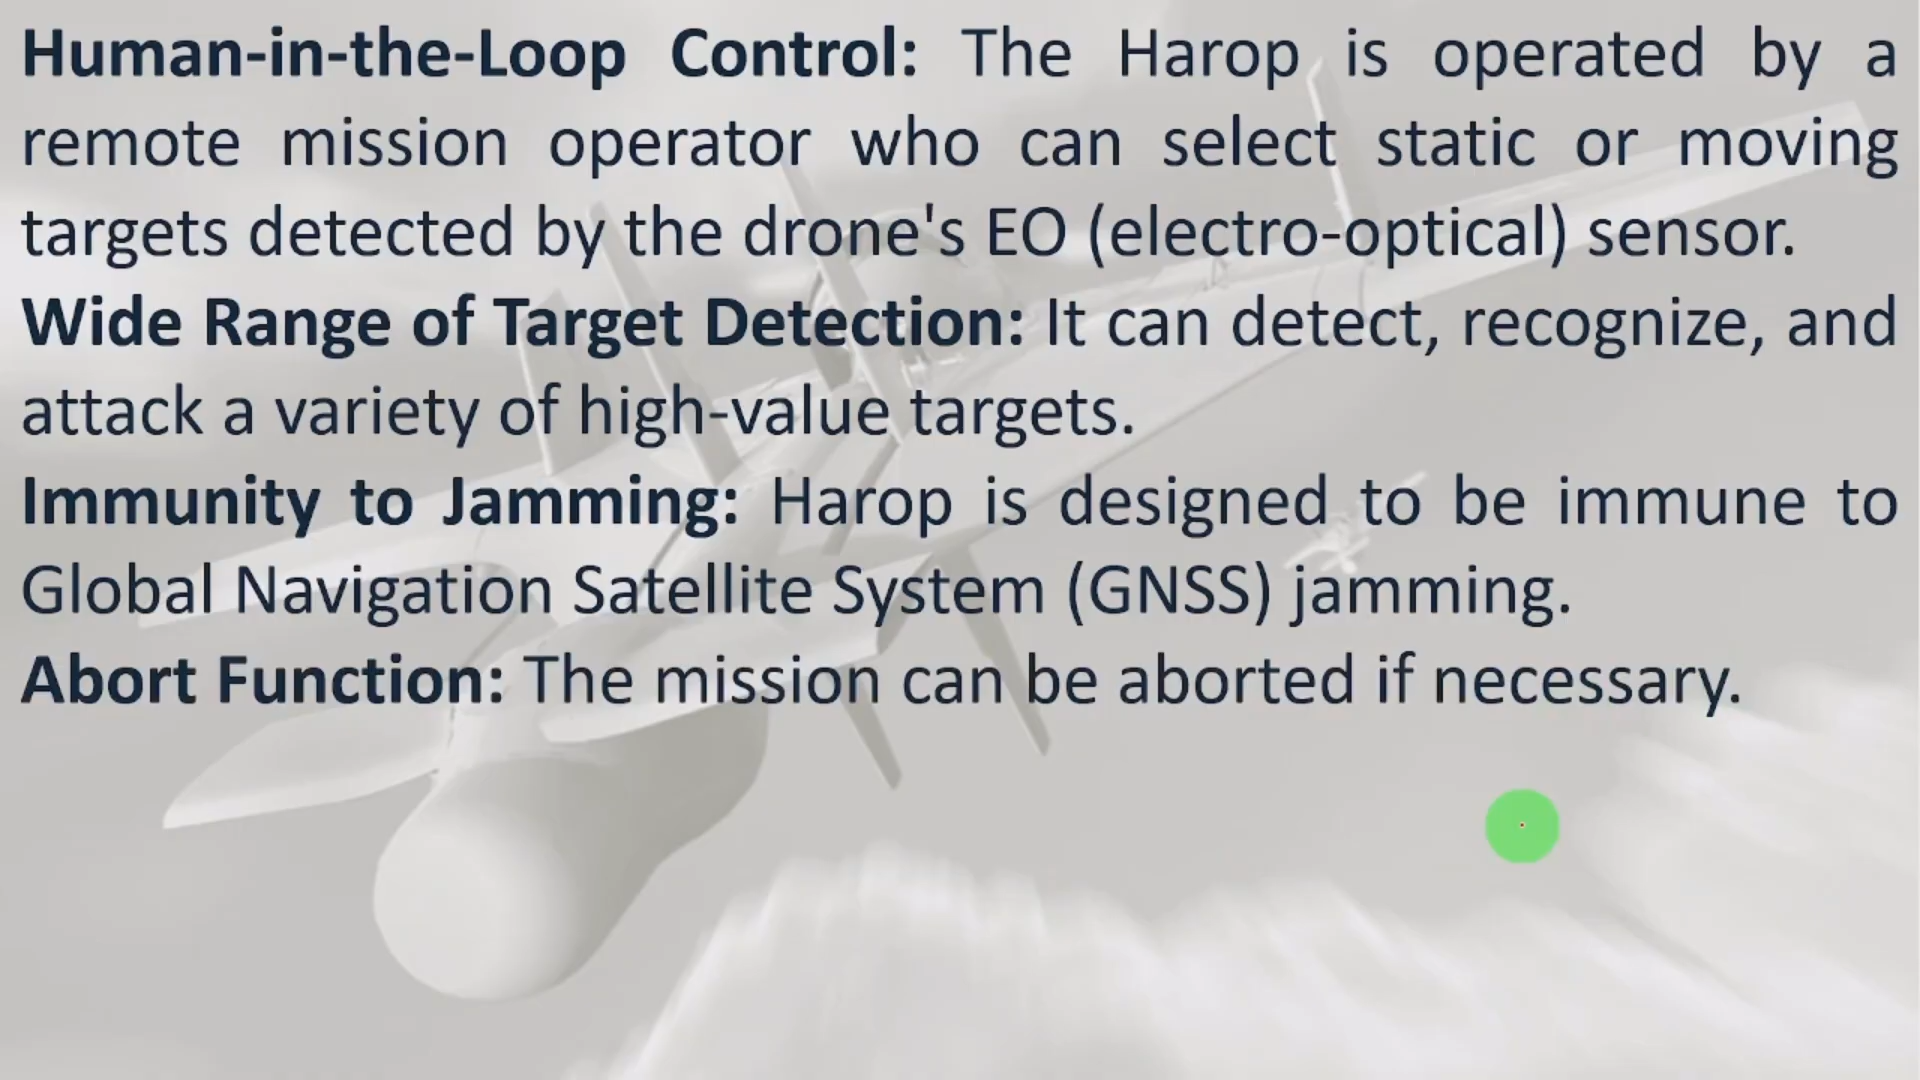 Human-in-the-Loop Control: The Harop is operated by a
remote mission operator who can select static or moving
targets detected by the drone's EO (electro-optical) sensor.
Wide Range of Target Detection: It can detect, recognize, and
attack a variety of high-value targets.
Immunity to Jamming: Harop is designed to be immune to
Global Navigation Satellite System (GNSS) jamming.
Abort Function: The mission can be aborted if necessary.